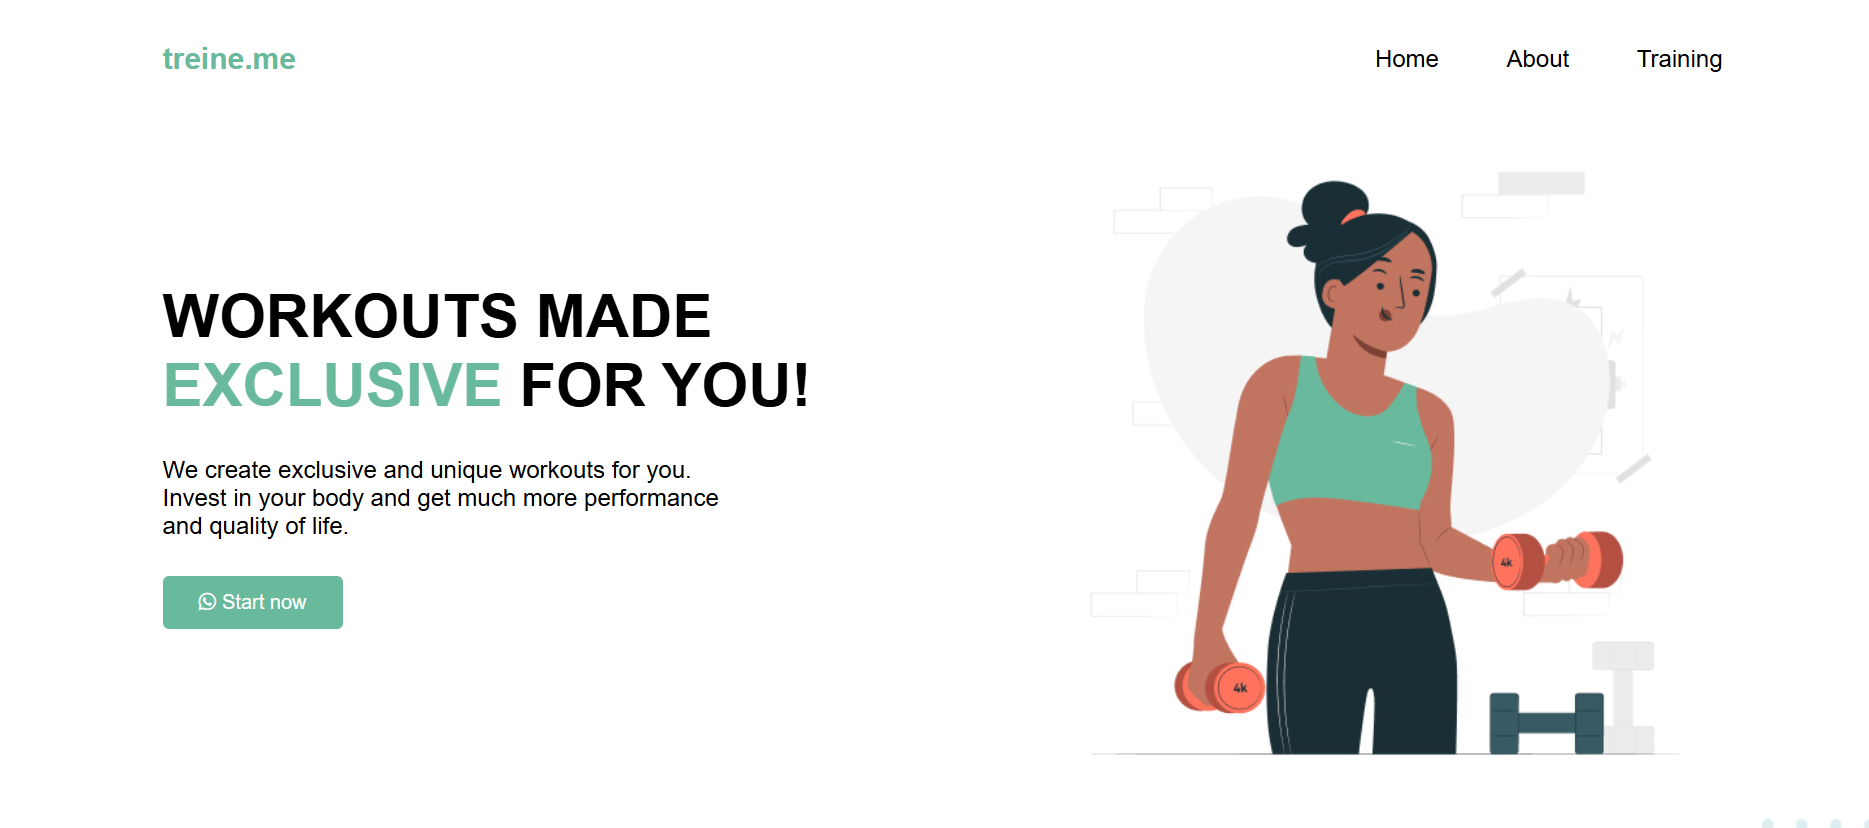 treine.me
Home About Training
WORKOUTS MADE
EXCLUSIVE FOR YOU!
We create exclusive and unique workouts for you.
Invest in your body and get much more performance
and quality of life.
Start now
4k
4k